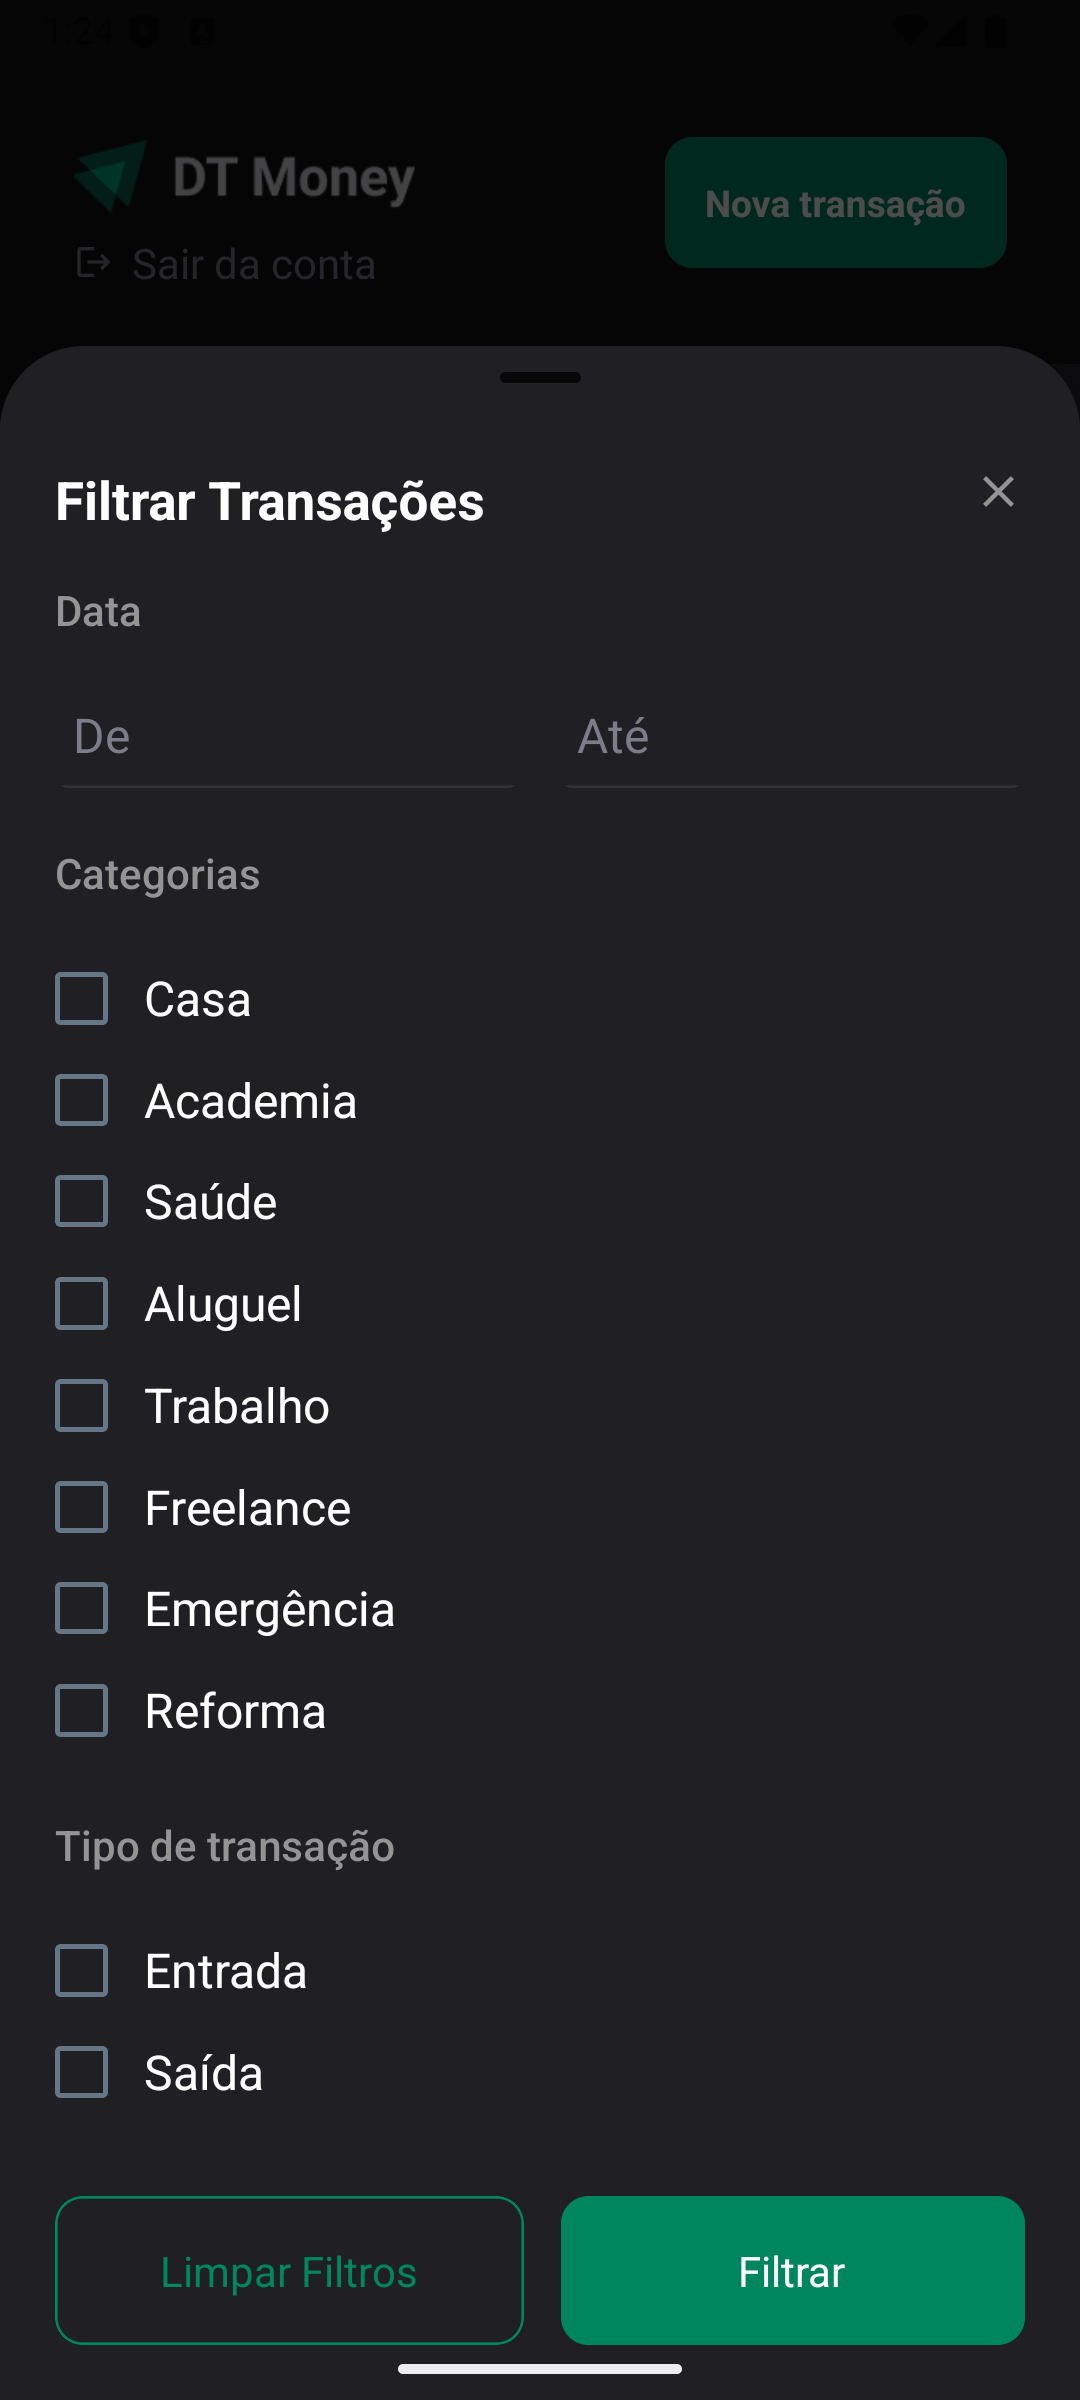 1:24
DT Money
Nova transação
Sair da conta
Filtrar Transações
Data
De
Até
Categorias
Casa
Academia
Saúde
Aluguel
Trabalho
Freelance
Emergência
Reforma
Tipo de transação
Entrada
Saída
Limpar Filtros
Filtrar